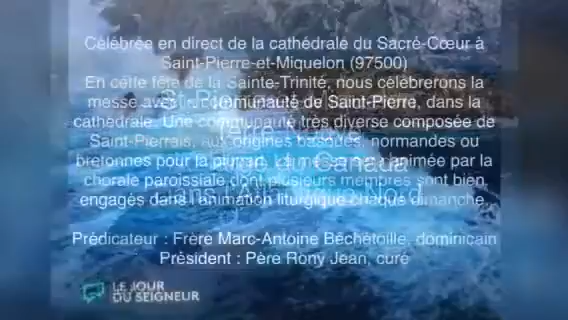 Célébrée en direct de la cathédrale du Sacré-Cœur à
Saint-Pierre-et-Miquelon (97500)
En cette fête de la Sainte-Trinité, nous célèbrerons la
messe avec communauté de Saint-Pierre, dans la
cathédrale. Une communauté très diverse composée de
Saint-Pierrais, aux origines basques, normandes ou
bretonnes pour la plupart. La messe sera animée par la
chorale paroissiale dont plusieurs membres sont bien
engagés dans l'animation liturgique chaque dimanche.
Prédicateur : Frère Marc-Antoine Bêchétoille, dominicain
Président : Père Rony Jean, curé
LE JOUR
DU SEIGNEUR